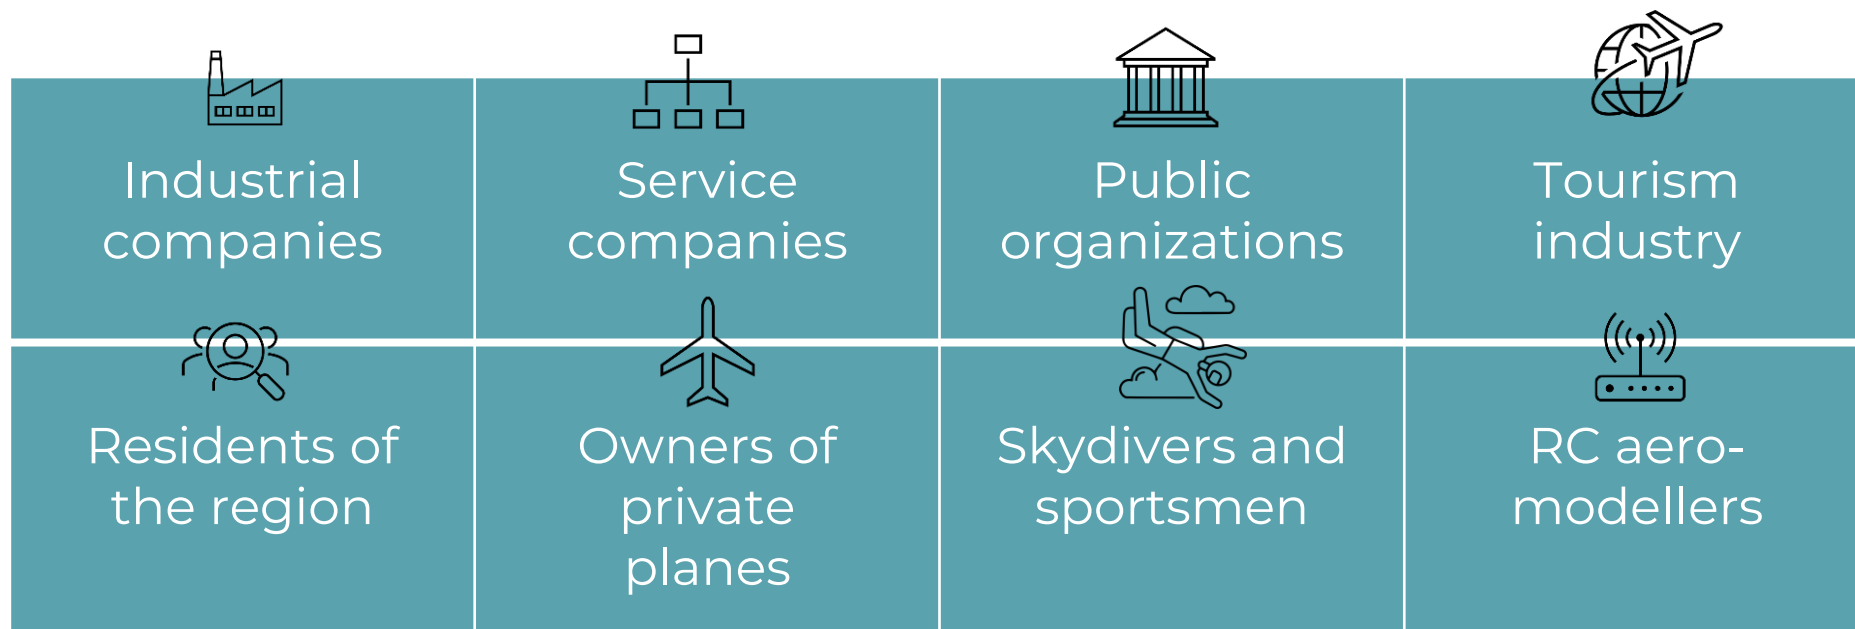 Industrial
companies
Service
companies
Public
organizations
Tourism
industry
Residents of
the region
Owners of
private
planes
Skydivers and
sportsmen
RC aero-
modellers